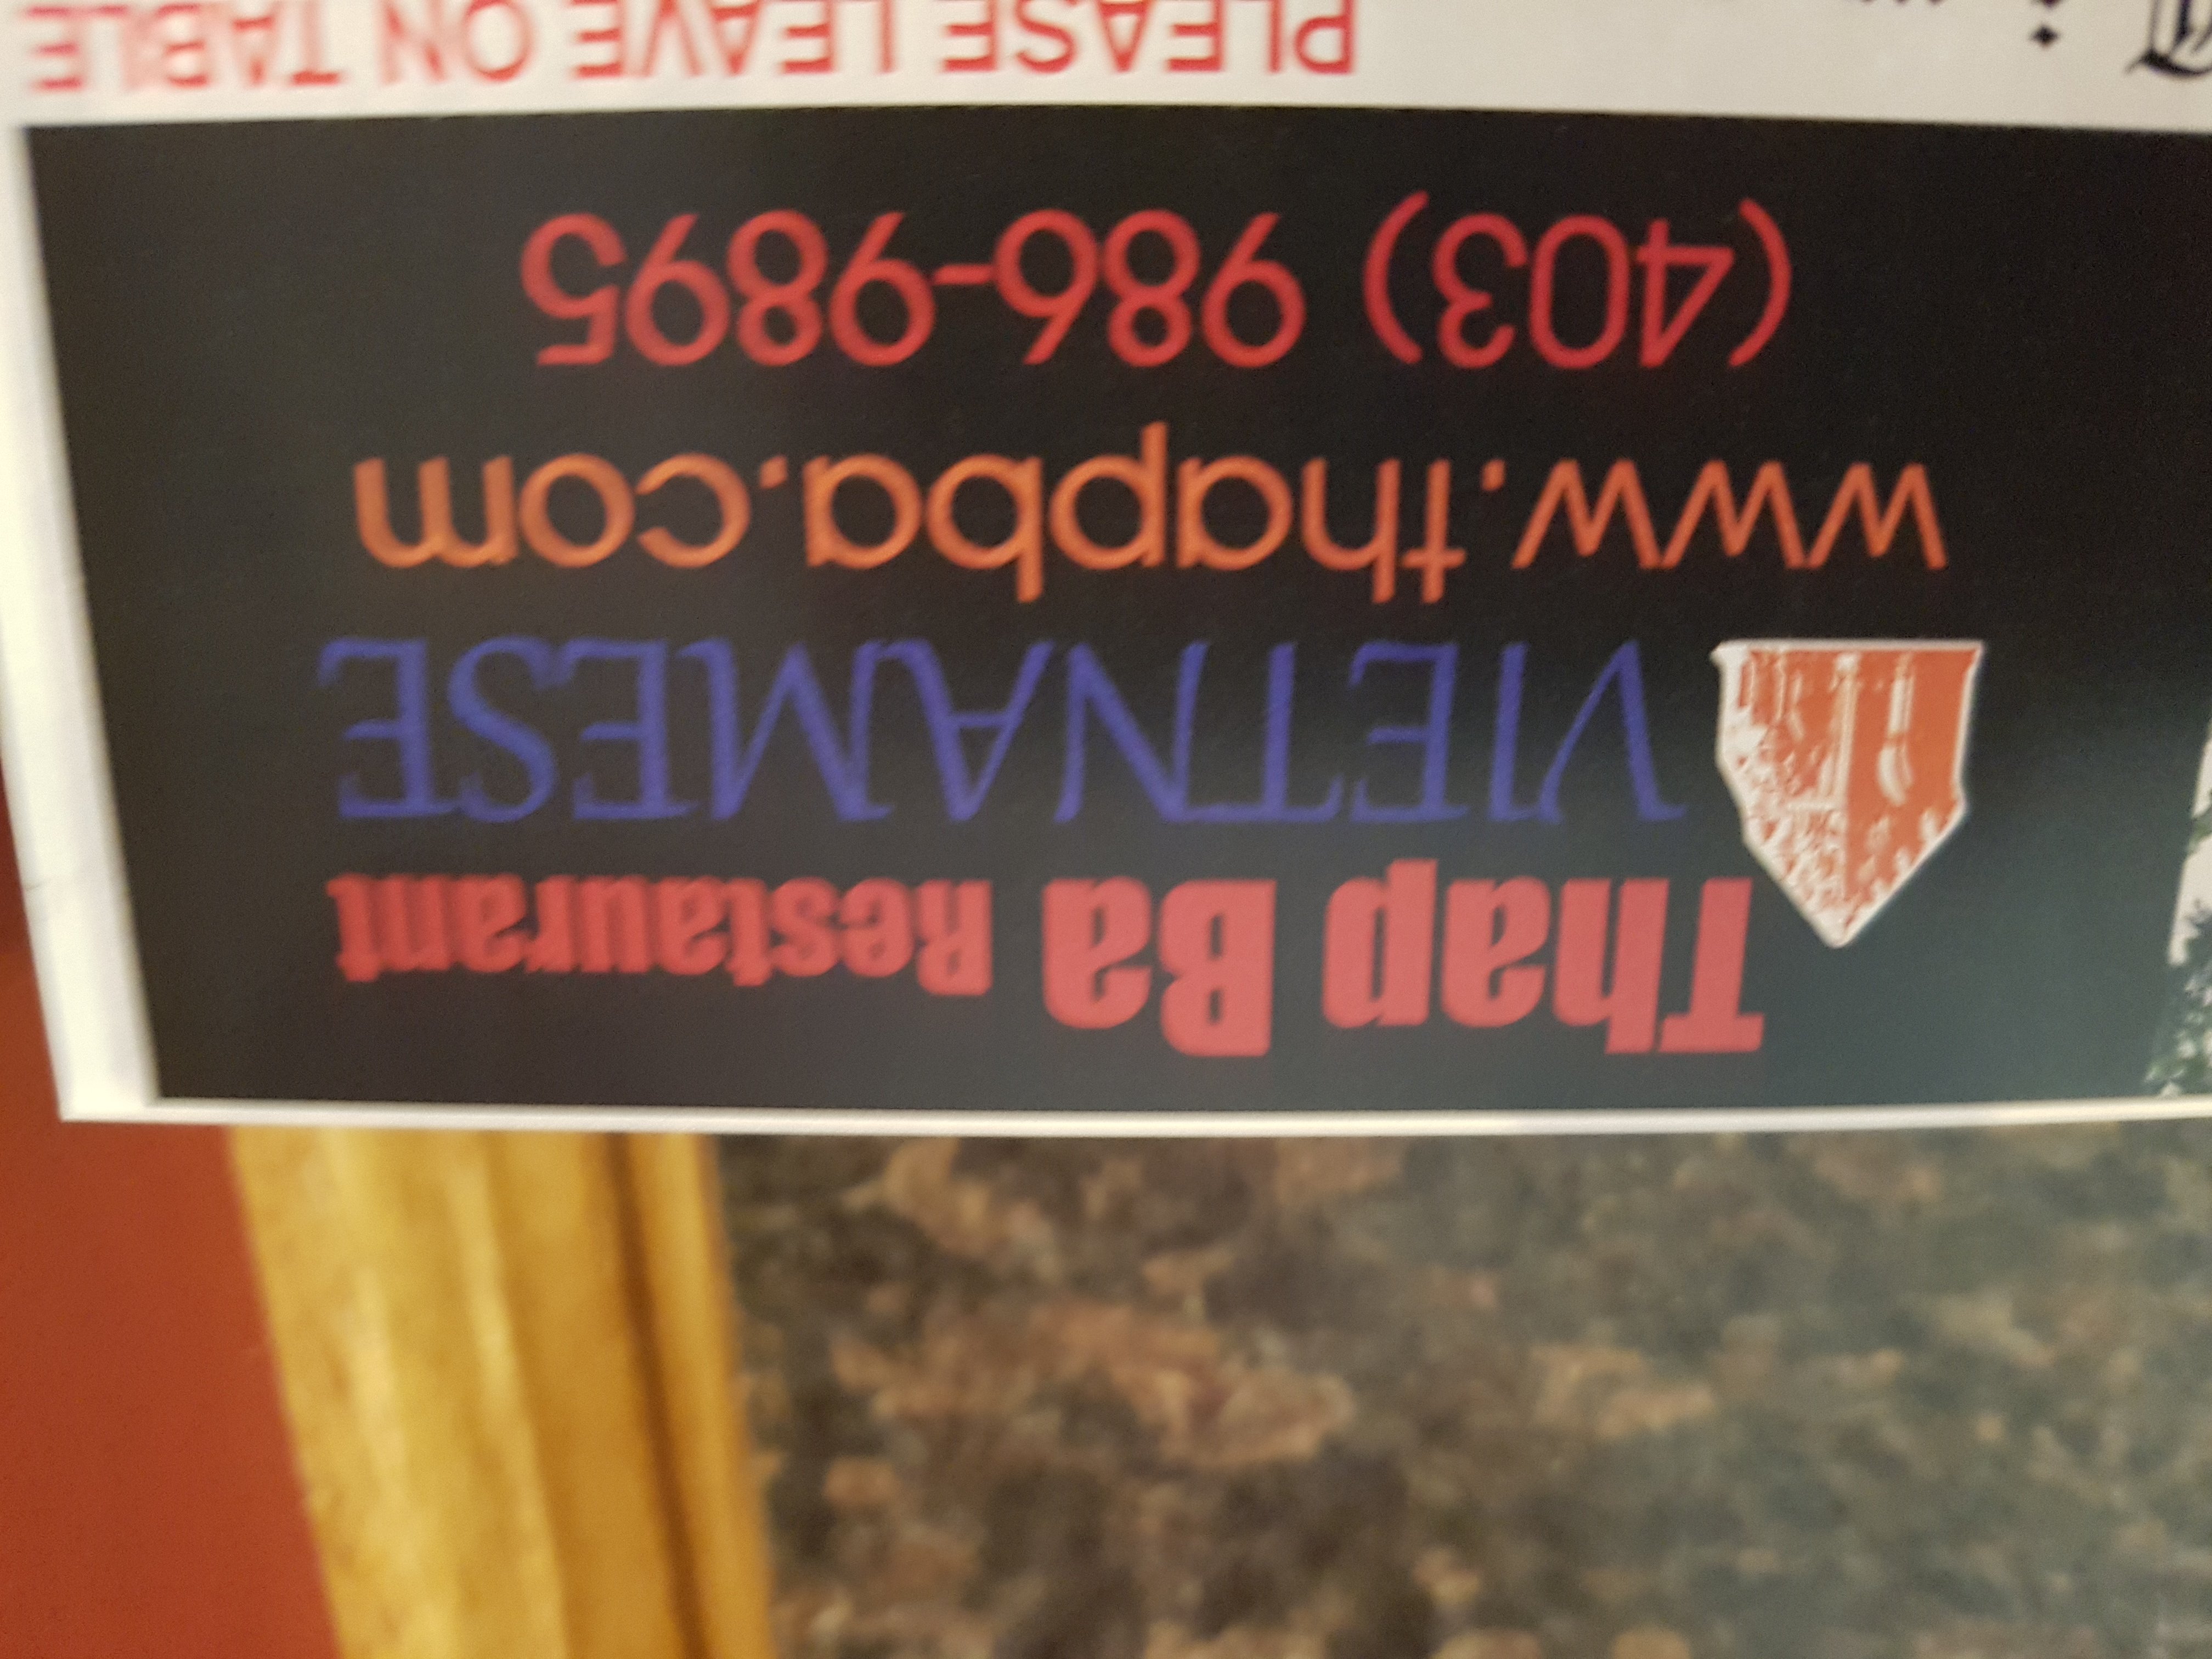 Thap Ba Restaurant
VIETNAMESE
www.thapba.com
(403) 986-9895
PLEASE LEAVE ON TABLE